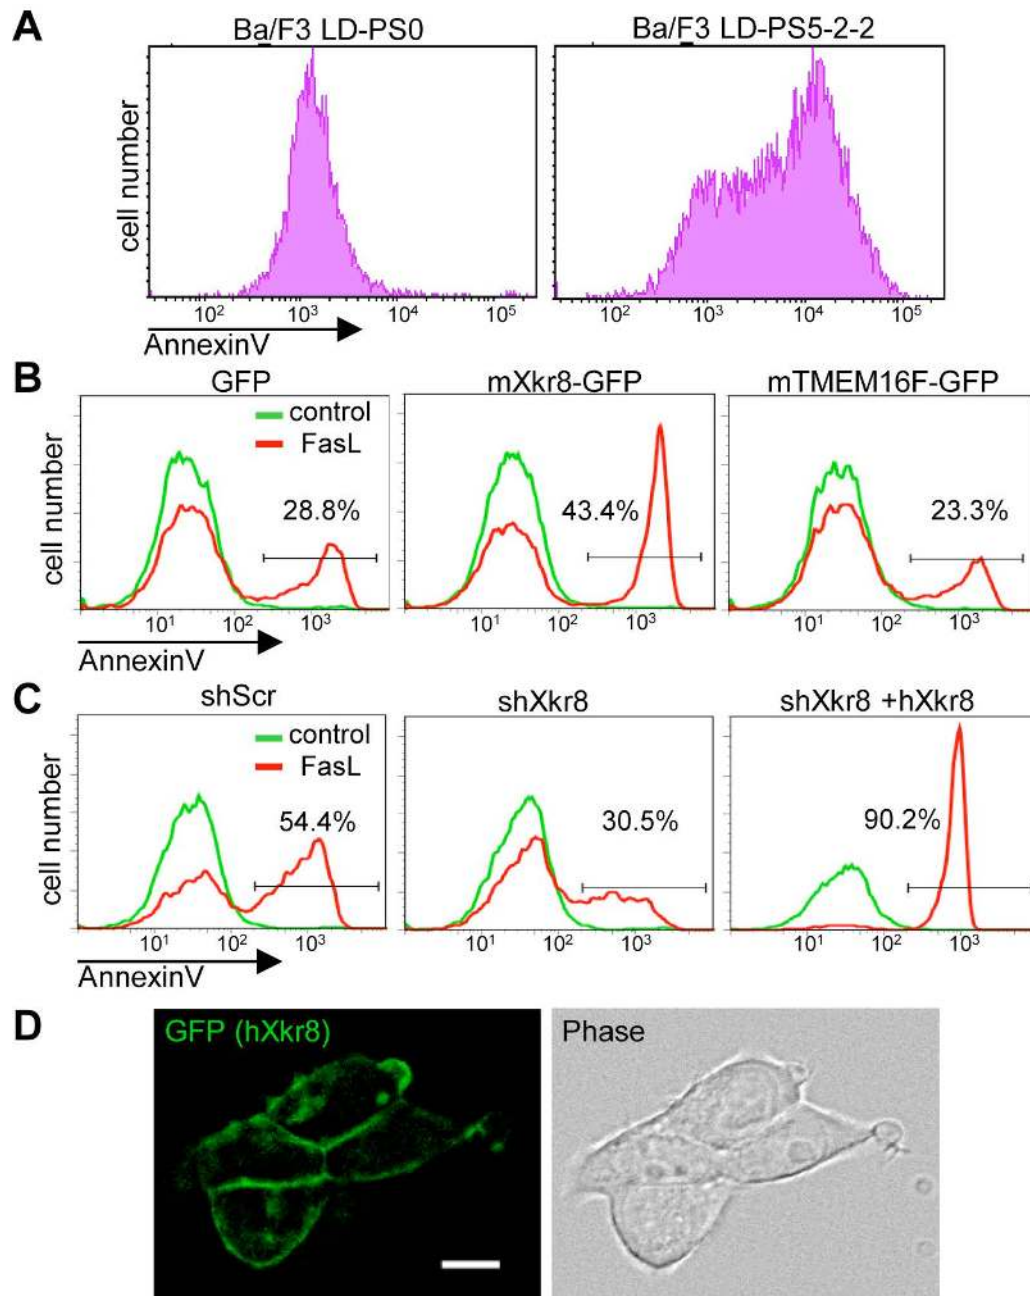 A
Ba/F3 LD-PS0
Ba/F3 LD-PS5-2-2
cell number
10² 10³ 10⁴ 10⁵
10² 10³ 10⁴ 10⁵
AnnexinV
B
GFP
mXkr8-GFP
mTMEM16F-GFP
control
FasL
cell number
28.8%
43.4%
23.3%
10¹ 10² 10³
10¹ 10² 10³
10¹ 10² 10³
AnnexinV
C
shScr
shXkr8
shXkr8 +hXkr8
control
FasL
cell number
54.4%
30.5%
90.2%
10¹ 10² 10³
10¹ 10² 10³
10¹ 10² 10³
AnnexinV
D
GFP (hXkr8)
Phase